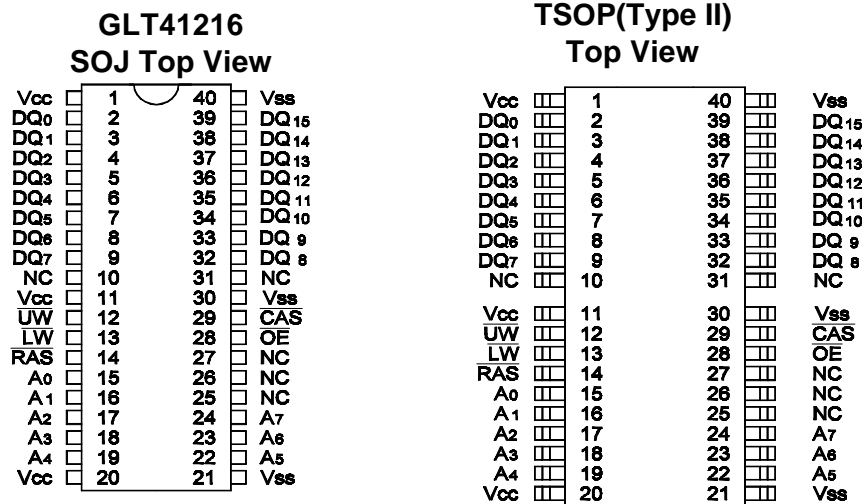 GLT41216
SOJ Top View
Vcc 1 40 Vss
DQ0 2 39 DQ15
DQ1 3 38 DQ14
DQ2 4 37 DQ13
DQ3 5 36 DQ12
DQ4 6 35 DQ11
DQ5 7 34 DQ10
DQ6 8 33 DQ9
DQ7 9 32 DQ8
NC 10 31 NC
Vcc 11 30 Vss
UW 12 29 CAS
LW 13 28 OE
RAS 14 27 NC
A0 15 26 NC
A1 16 25 NC
A2 17 24 A7
A3 18 23 A6
A4 19 22 A5
Vcc 20 21 Vss
TSOP(Type II)
Top View
Vcc 1 40 Vss
DQ0 2 39 DQ15
DQ1 3 38 DQ14
DQ2 4 37 DQ13
DQ3 5 36 DQ12
DQ4 6 35 DQ11
DQ5 7 34 DQ10
DQ6 8 33 DQ9
DQ7 9 32 DQ8
NC 10 31 NC
Vcc 11 30 Vss
UW 12 29 CAS
LW 13 28 OE
RAS 14 27 NC
A0 15 26 NC
A1 16 25 NC
A2 17 24 A7
A3 18 23 A6
A4 19 22 A5
Vcc 20 21 Vss